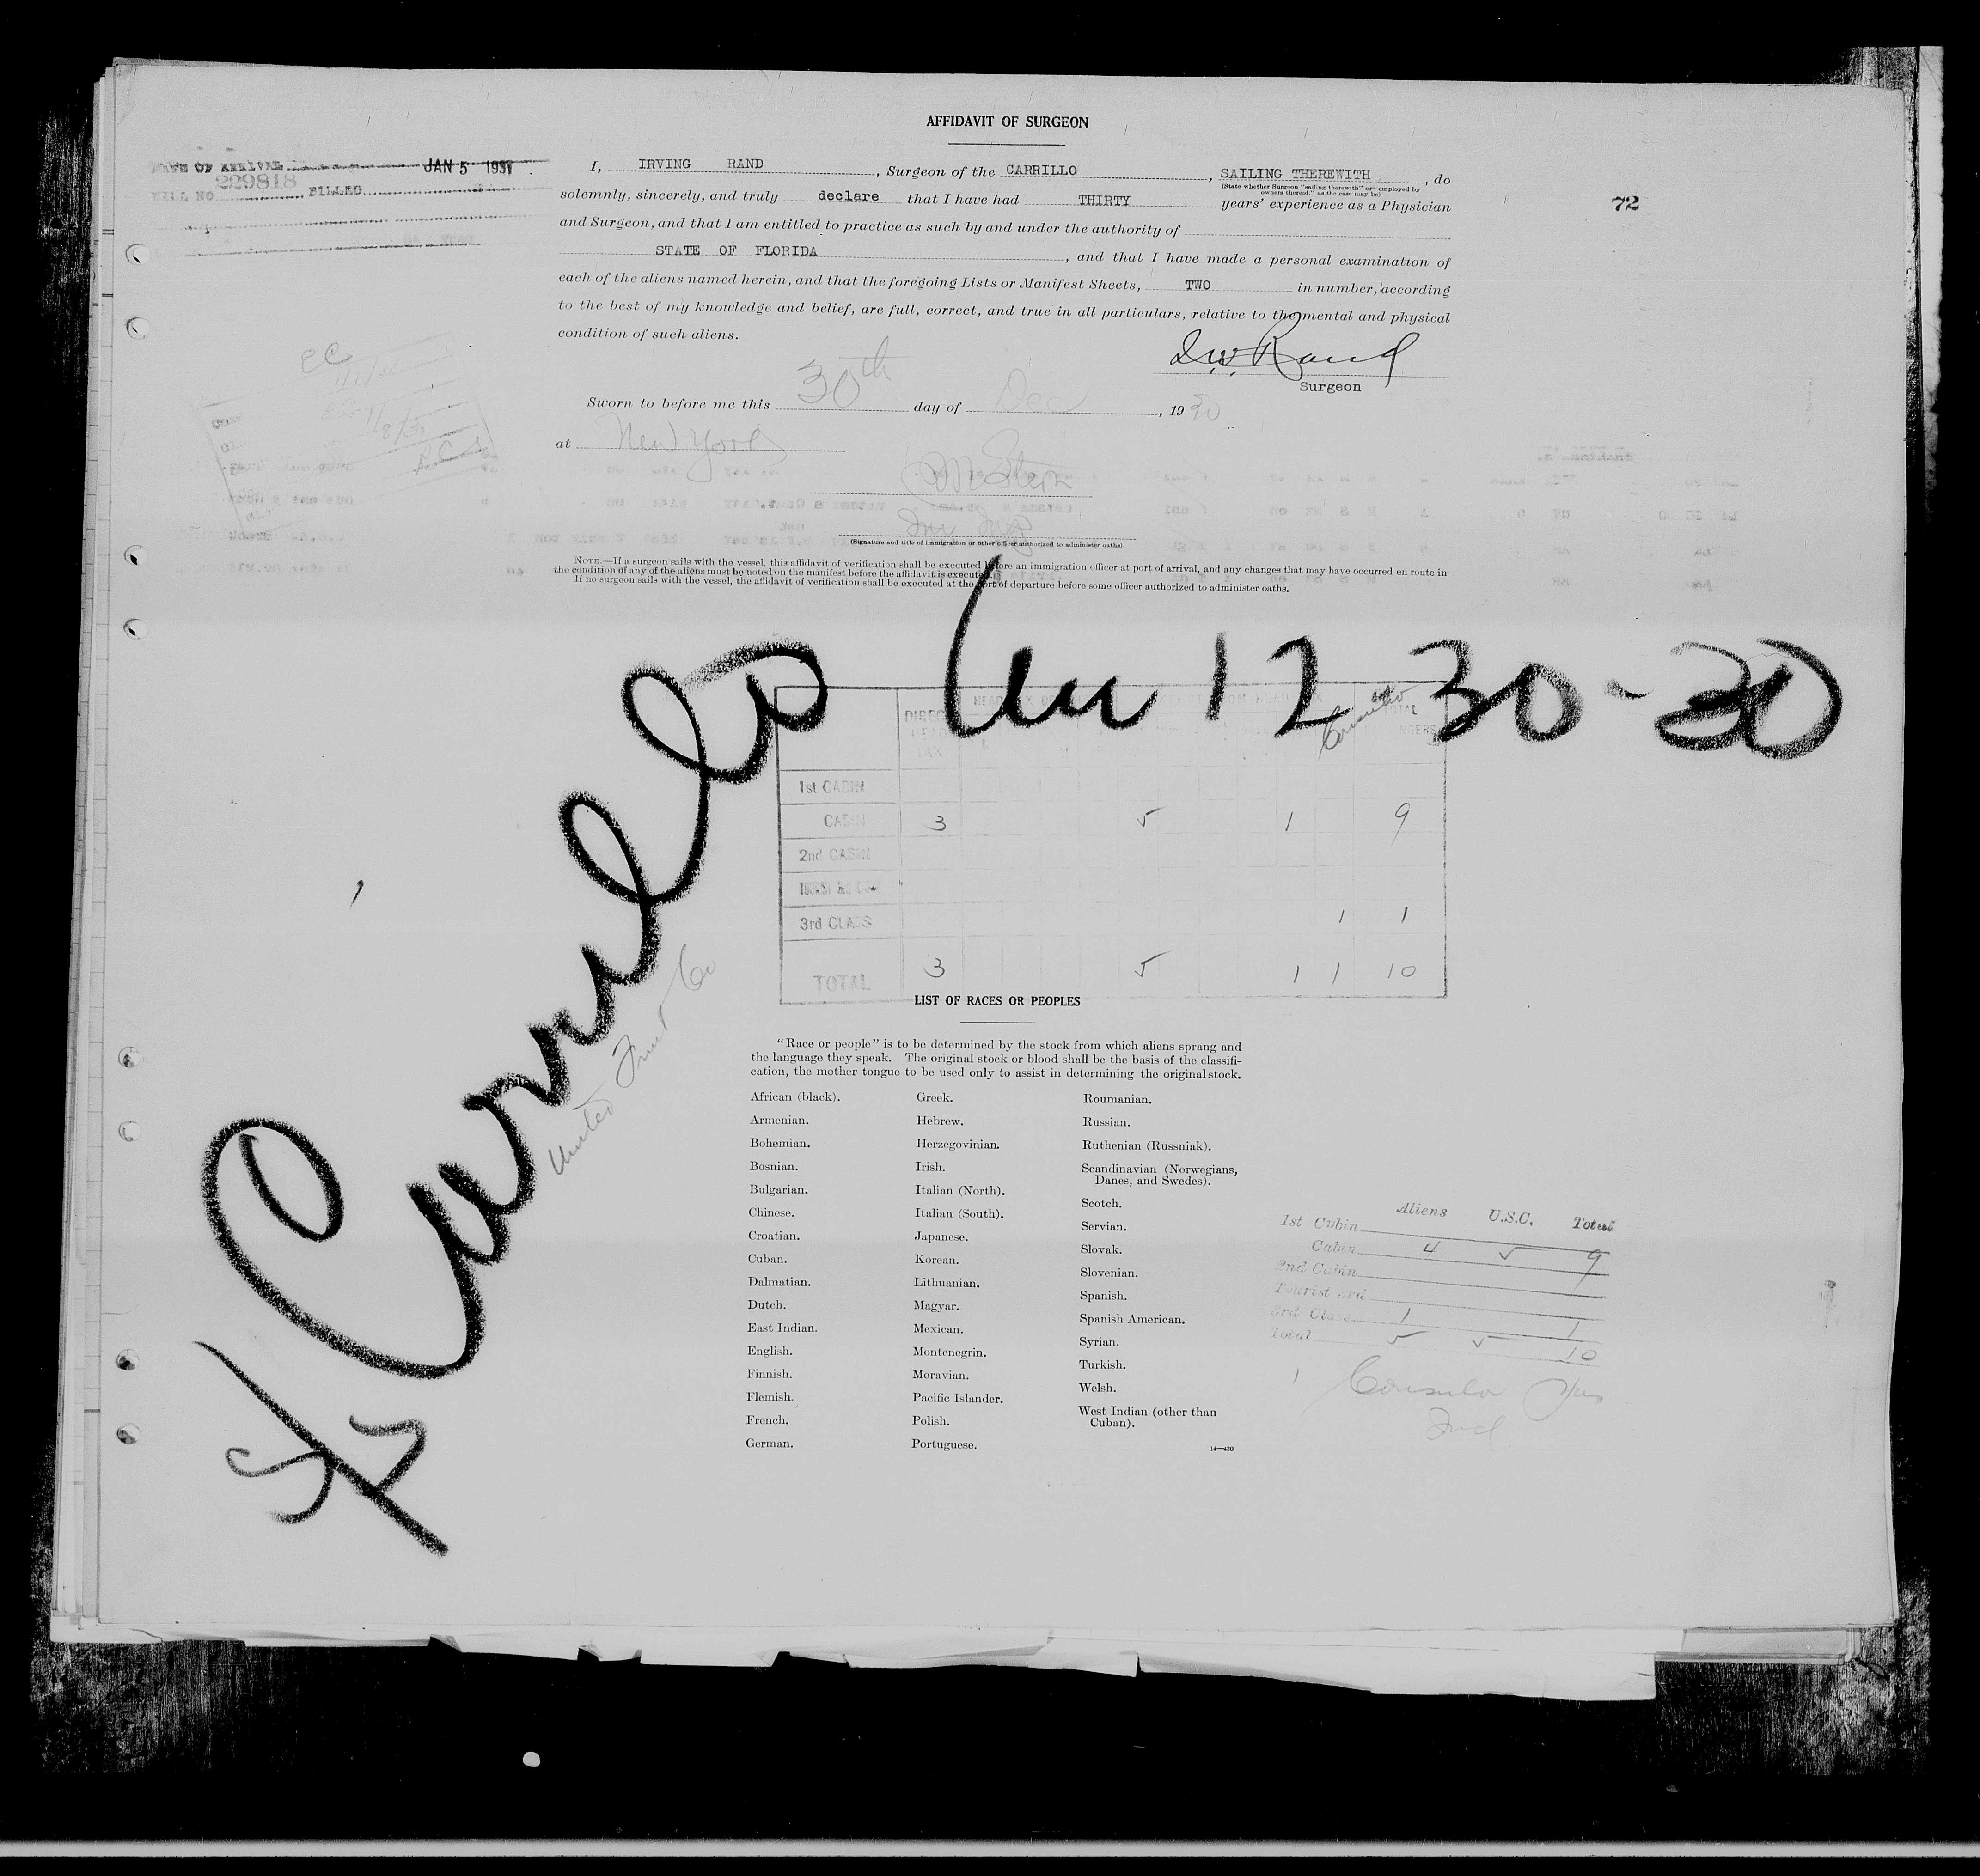 AFFIDAVIT OF SURGEON
DATE OF ARRIVAL JAN 5 1931
BILL NO. 229818 BILLED
72
I, IRVING RAND, Surgeon of the CARRILLO, SAILING THEREWITH, do
(State whether Surgeon "sailing therewith" or employed by owners thereof," as the case may be)
solemnly, sincerely, and truly declare that I have had THIRTY years' experience as a Physician
and Surgeon, and that I am entitled to practice as such by and under the authority of
STATE OF FLORIDA, and that I have made a personal examination of
each of the aliens named herein, and that the foregoing Lists or Manifest Sheets, TWO in number, according
to the best of my knowledge and belief, are full, correct, and true in all particulars, relative to the mental and physical
condition of such aliens.
I.W. Rand
Surgeon
Sworn to before me this 30th day of Dec, 1930
at New York
(Signature and title of immigration or other officer authorized to administer oaths)
NOTE.—If a surgeon sails with the vessel, this affidavit of verification shall be executed before an immigration officer at port of arrival, and any changes that may have occurred en route in
the condition of any of the aliens must be noted on the manifest before the affidavit is executed.
If no surgeon sails with the vessel, the affidavit of verification shall be executed at the port of departure before some officer authorized to administer oaths.
SS Carrillo
Arr 12 30-30
United Fruit Co
DIRECT HEAD TAX
TOTAL
1st CABIN
CABIN 3 5 1 9
2nd CABIN
3rd CLASS 1 1
TOTAL 3 5 1 1 10
LIST OF RACES OR PEOPLES
"Race or people" is to be determined by the stock from which aliens sprang and
the language they speak. The original stock or blood shall be the basis of the classifi-
cation, the mother tongue to be used only to assist in determining the original stock.
African (black).
Armenian.
Bohemian.
Bosnian.
Bulgarian.
Chinese.
Croatian.
Cuban.
Dalmatian.
Dutch.
East Indian.
English.
Finnish.
Flemish.
French.
German.
Greek.
Hebrew.
Herzegovinian.
Irish.
Italian (North).
Italian (South).
Japanese.
Korean.
Lithuanian.
Magyar.
Mexican.
Montenegrin.
Moravian.
Pacific Islander.
Polish.
Portuguese.
Roumanian.
Russian.
Ruthenian (Russniak).
Scandinavian (Norwegians,
Danes, and Swedes).
Scotch.
Servian.
Slovak.
Slovenian.
Spanish.
Spanish American.
Syrian.
Turkish.
Welsh.
West Indian (other than
Cuban).
14—430
Aliens U.S.C. Total
1st Cabin
Cabin 4 5 9
2nd Cabin
Tourist 3rd
3rd Class 1 1
Total 5 5 10
1 Consular